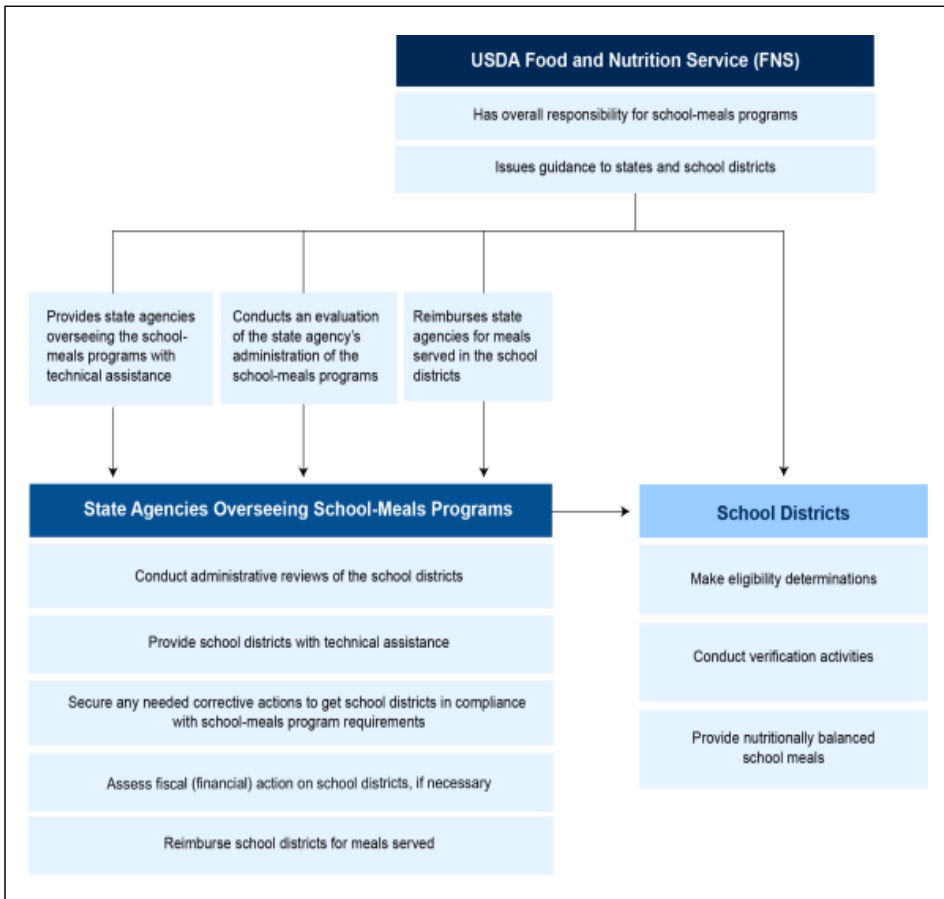 USDA Food and Nutrition Service (FNS)
Has overall responsibility for school-meals programs
Issues guidance to states and school districts
Provides state agencies
overseeing the school-
meals programs with
technical assistance
Conducts an evaluation
of the state agency's
administration of the
school-meals programs
Reimburses state
agencies for meals
served in the school
districts
State Agencies Overseeing School-Meals Programs
Conduct administrative reviews of the school districts
Provide school districts with technical assistance
Secure any needed corrective actions to get school districts in compliance
with school-meals program requirements
Assess fiscal (financial) action on school districts, if necessary
Reimburse school districts for meals served
School Districts
Make eligibility determinations
Conduct verification activities
Provide nutritionally balanced
school meals